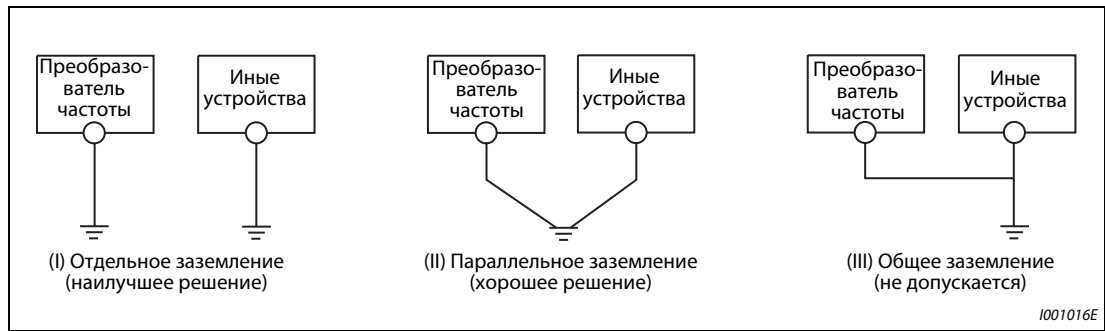 Преобразо-
ватель
частоты
Иные
устройства
(I) Отдельное заземление
(наилучшее решение)
Преобразо-
ватель
частоты
Иные
устройства
(II) Параллельное заземление
(хорошее решение)
Преобразо-
ватель
частоты
Иные
устройства
(III) Общее заземление
(не допускается)
I001016E